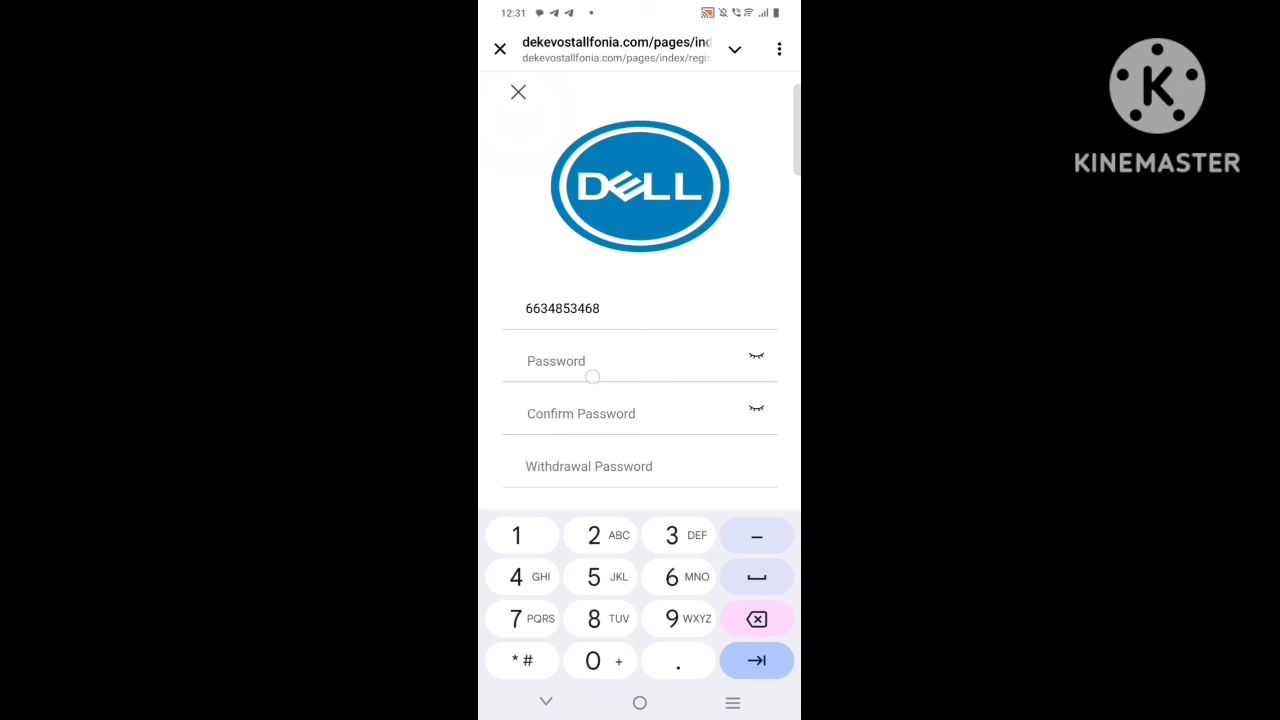 12:31
dekevostallfonia.com/pages/ind
dekevostallfonia.com/pages/index/regis
DELL
6634853468
Password
Confirm Password
Withdrawal Password
1 2 ABC 3 DEF –
4 GHI 5 JKL 6 MNO
7 PQRS 8 TUV 9 WXYZ
* # 0 + .
K
KINEMASTER